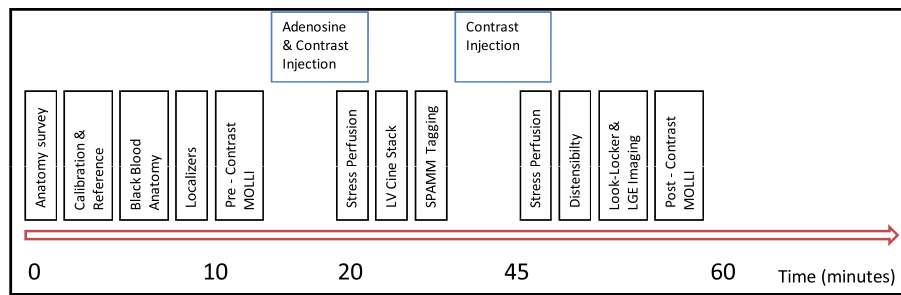 Adenosine
& Contrast
Injection
Contrast
Injection
Anatomy survey
Calibration &
Reference
Black Blood
Anatomy
Localizers
Pre - Contrast
MOLLI
Stress Perfusion
LV Cine Stack
SPAMM Tagging
Stress Perfusion
Distensibilty
Look-Locker &
LGE Imaging
Post - Contrast
MOLLI
0 10 20 45 60 Time (minutes)